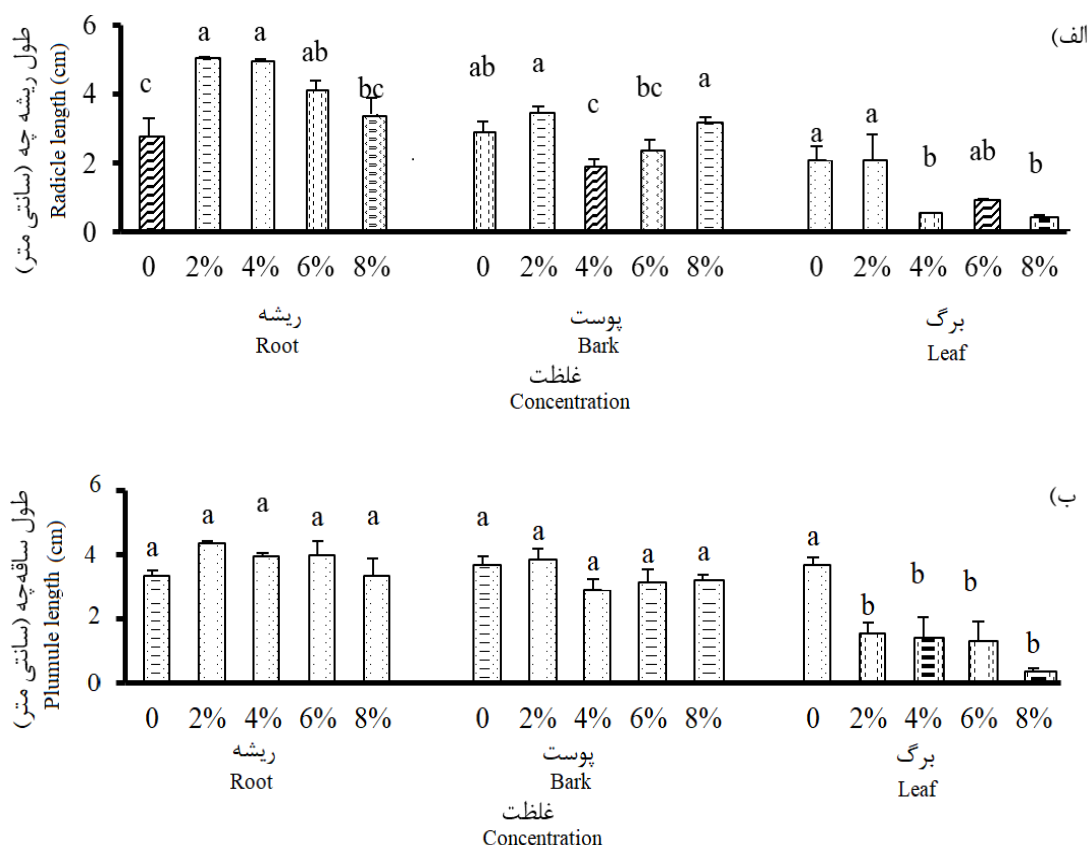 الف)
طول ریشه چه (سانتی متر)
Radicle length (cm)
6
4
2
0
c a a ab bc
ab a c bc a
a a b ab b
0 2% 4% 6% 8%
0 2% 4% 6% 8%
0 2% 4% 6% 8%
ریشه
Root
پوست
Bark
برگ
Leaf
غلظت
Concentration
ب)
طول ساقه‌چه (سانتی متر)
Plumule length (cm)
6
4
2
0
a a a a a
a a a a a
a b b b b
0 2% 4% 6% 8%
0 2% 4% 6% 8%
0 2% 4% 6% 8%
ریشه
Root
پوست
Bark
برگ
Leaf
غلظت
Concentration